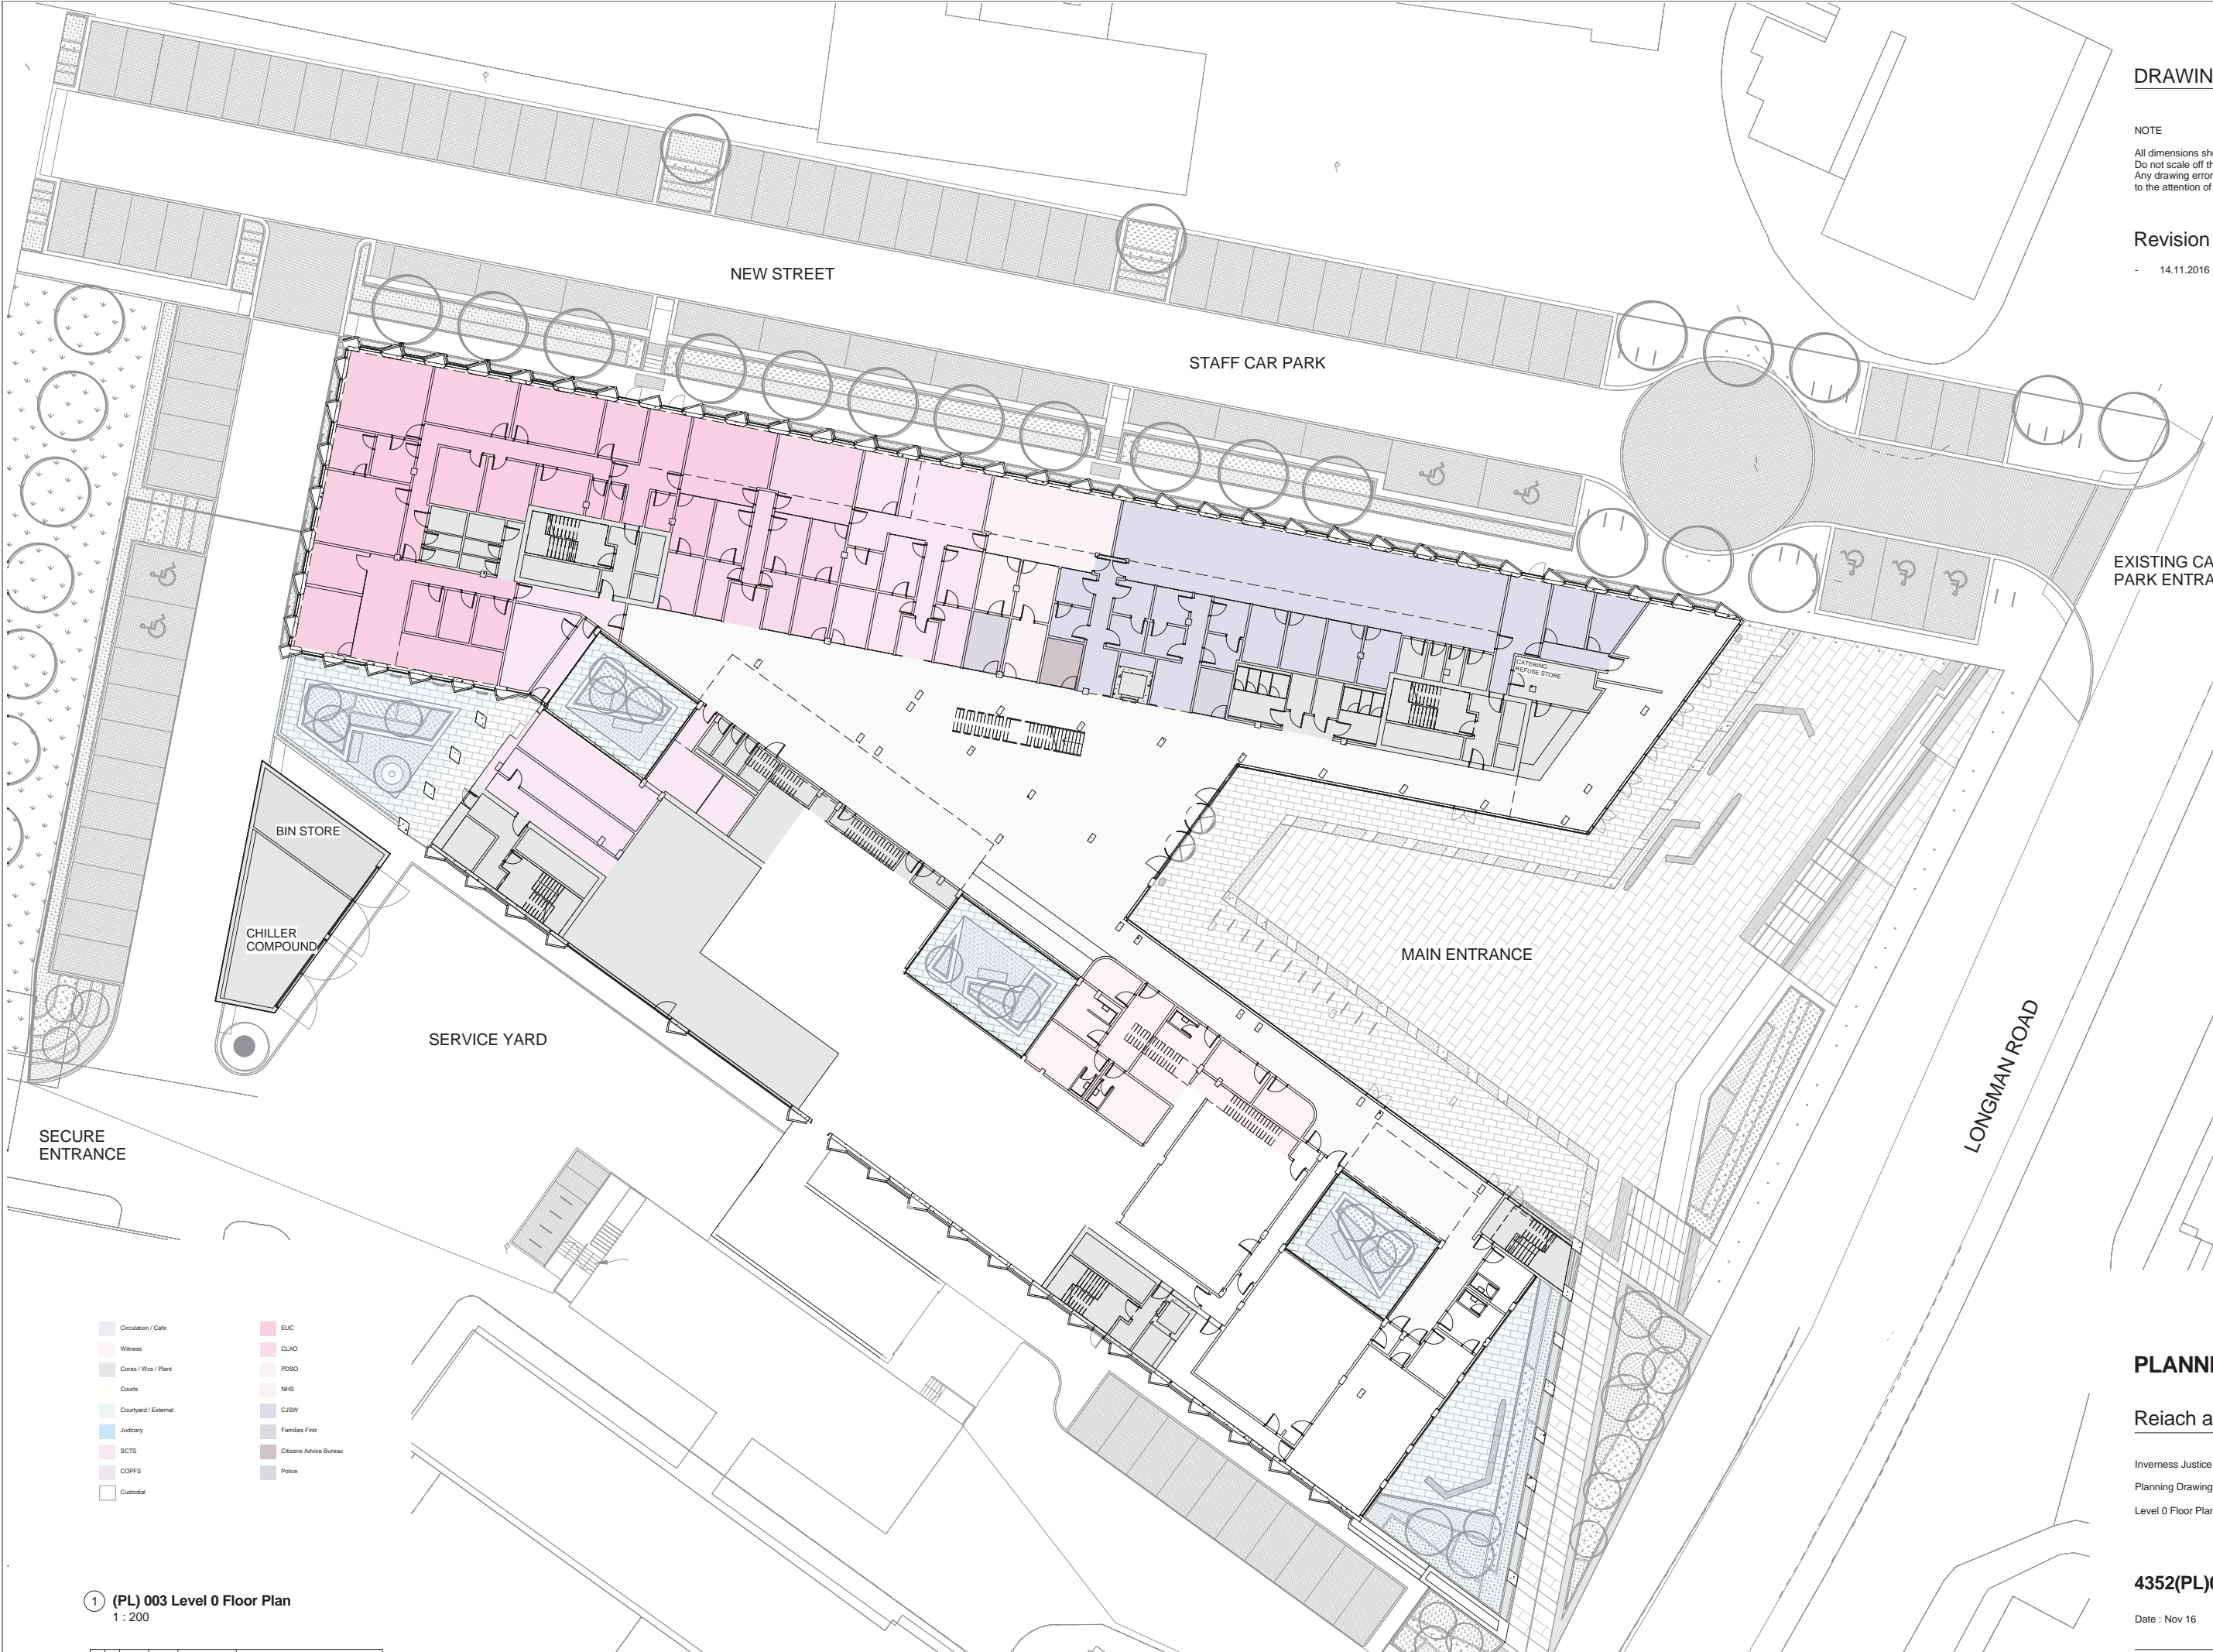 DRAWIN
NOTE
All dimensions sh
Do not scale off th
Any drawing error
to the attention of
Revision
- 14.11.2016
NEW STREET
STAFF CAR PARK
EXISTING CA
PARK ENTRA
CATERING
REFUSE STORE
BIN STORE
CHILLER
COMPOUND
MAIN ENTRANCE
SERVICE YARD
LONGMAN ROAD
SECURE
ENTRANCE
Circulation / Cafe
Witness
Cores / Wcs / Plant
Courts
Courtyard / External
Judicary
SCTS
COPFS
Custodial
EUC
CLAO
PDSO
NHS
CJSW
Families First
Citizens Advice Bureau
Police
PLANNI
Reiach a
Inverness Justice
Planning Drawing
Level 0 Floor Plan
4352(PL)0
Date : Nov 16
1 (PL) 003 Level 0 Floor Plan
1 : 200